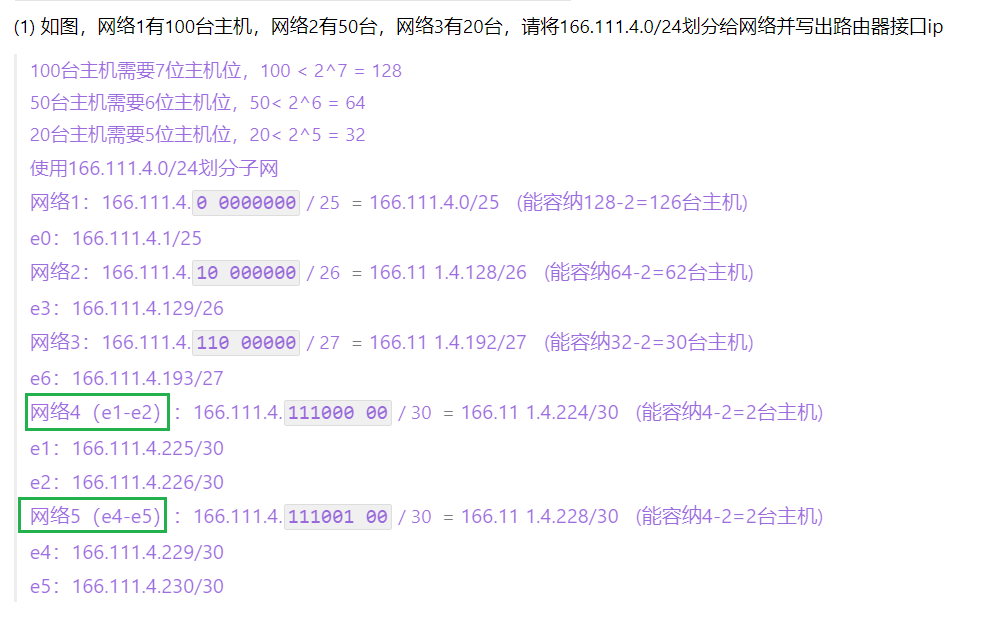 (1) 如图，网络1有100台主机，网络2有50台，网络3有20台，请将166.111.4.0/24划分给网络并写出路由器接口ip
100台主机需要7位主机位，100 < 2^7 = 128
50台主机需要6位主机位，50< 2^6 = 64
20台主机需要5位主机位，20< 2^5 = 32
使用166.111.4.0/24划分子网
网络1：166.111.4.0 0000000 / 25 = 166.111.4.0/25 (能容纳128-2=126台主机)
e0：166.111.4.1/25
网络2：166.111.4.10 000000 / 26 = 166.11 1.4.128/26 (能容纳64-2=62台主机)
e3：166.111.4.129/26
网络3：166.111.4.110 00000 / 27 = 166.11 1.4.192/27 (能容纳32-2=30台主机)
e6：166.111.4.193/27
网络4（e1-e2）：166.111.4.111000 00 / 30 = 166.11 1.4.224/30 (能容纳4-2=2台主机)
e1：166.111.4.225/30
e2：166.111.4.226/30
网络5（e4-e5）：166.111.4.111001 00 / 30 = 166.11 1.4.228/30 (能容纳4-2=2台主机)
e4：166.111.4.229/30
e5：166.111.4.230/30